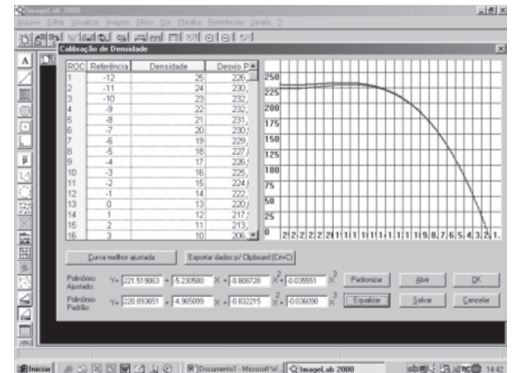 ImageLab 2000
Arquivo Editar Visualizar Imagem Filtros Cor Planilha Janela ?
Calibração de Densidade
ROC Referência Densidade Desvio P
1 -12 25 226,
2 -11 24 230,
3 -10 23 232,
4 -9 22 232,
5 -8 21 231,
6 -7 20 230,
7 -6 19 229,
8 -5 18 227,
9 -4 17 226,
10 -3 16 225,
11 -2 15 224,
12 -1 14 222,
13 0 13 220,
14 1 12 217,
15 2 11 213,
16 3 10 206,
250
225
200
175
150
125
100
75
50
25
0
Curva melhor ajustada Exportar dados p/ Clipboard (Crtl+C)
Polinômio Ajustado: Y= 221.519063 + -5.230580 X + -0.808728 X 2 + -0.039951 X 3 Padronizar Abrir OK
Polinômio Padrão: Y= 220.093651 + -4.965099 X + -0.832215 X 2 + -0.036090 X 3 Equalizar Salvar Cancelar
Iniciar Documento1 - Microsoft W... ImageLab 2000 14:42